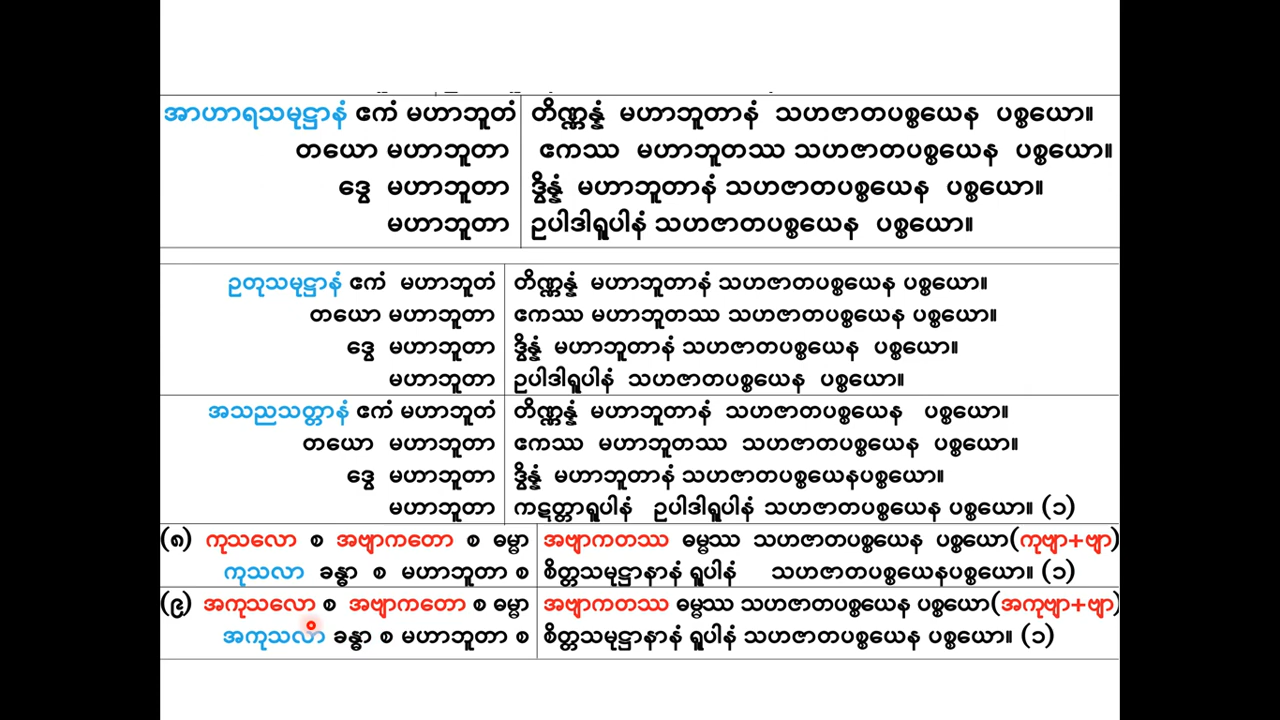 အာဟာရသမုဋ္ဌာနံ ဧကံ မဟာဘူတံ တိဏ္ဏန္နံ မဟာဘူတာနံ သဟဇာတပစ္စယေန ပစ္စယော။
တယော မဟာဘူတာ ဧကဿ မဟာဘူတဿ သဟဇာတပစ္စယေန ပစ္စယော။
ဒွေ မဟာဘူတာ ဒွိန္နံ မဟာဘူတာနံ သဟဇာတပစ္စယေန ပစ္စယော။
မဟာဘူတာ ဥပါဒါရူပါနံ သဟဇာတပစ္စယေန ပစ္စယော။
ဥတုသမုဋ္ဌာနံ ဧကံ မဟာဘူတံ တိဏ္ဏန္နံ မဟာဘူတာနံ သဟဇာတပစ္စယေန ပစ္စယော။
တယော မဟာဘူတာ ဧကဿ မဟာဘူတဿ သဟဇာတပစ္စယေန ပစ္စယော။
ဒွေ မဟာဘူတာ ဒွိန္နံ မဟာဘူတာနံ သဟဇာတပစ္စယေန ပစ္စယော။
မဟာဘူတာ ဥပါဒါရူပါနံ သဟဇာတပစ္စယေန ပစ္စယော။
အသညသတ္တာနံ ဧကံ မဟာဘူတံ တိဏ္ဏန္နံ မဟာဘူတာနံ သဟဇာတပစ္စယေန ပစ္စယော။
တယော မဟာဘူတာ ဧကဿ မဟာဘူတဿ သဟဇာတပစ္စယေန ပစ္စယော။
ဒွေ မဟာဘူတာ ဒွိန္နံ မဟာဘူတာနံ သဟဇာတပစ္စယေနပစ္စယော။
မဟာဘူတာ ကဋတ္တာရူပါနံ ဥပါဒါရူပါနံ သဟဇာတပစ္စယေန ပစ္စယော။ (၁)
(၈) ကုသလော စ အဗျာကတော စ ဓမ္မာ အဗျာကတဿ ဓမ္မဿ သဟဇာတပစ္စယေန ပစ္စယော(ကုဗျာ+ဗျာ)
ကုသလာ ခန္ဓာ စ မဟာဘူတာ စ စိတ္တသမုဋ္ဌာနာနံ ရူပါနံ သဟဇာတပစ္စယေနပစ္စယော။ (၁)
(၉) အကုသလော စ အဗျာကတော စ ဓမ္မာ အဗျာကတဿ ဓမ္မဿ သဟဇာတပစ္စယေန ပစ္စယော(အကုဗျာ+ဗျာ)
အကုသလာ ခန္ဓာ စ မဟာဘူတာ စ စိတ္တသမုဋ္ဌာနာနံ ရူပါနံ သဟဇာတပစ္စယေန ပစ္စယော။ (၁)